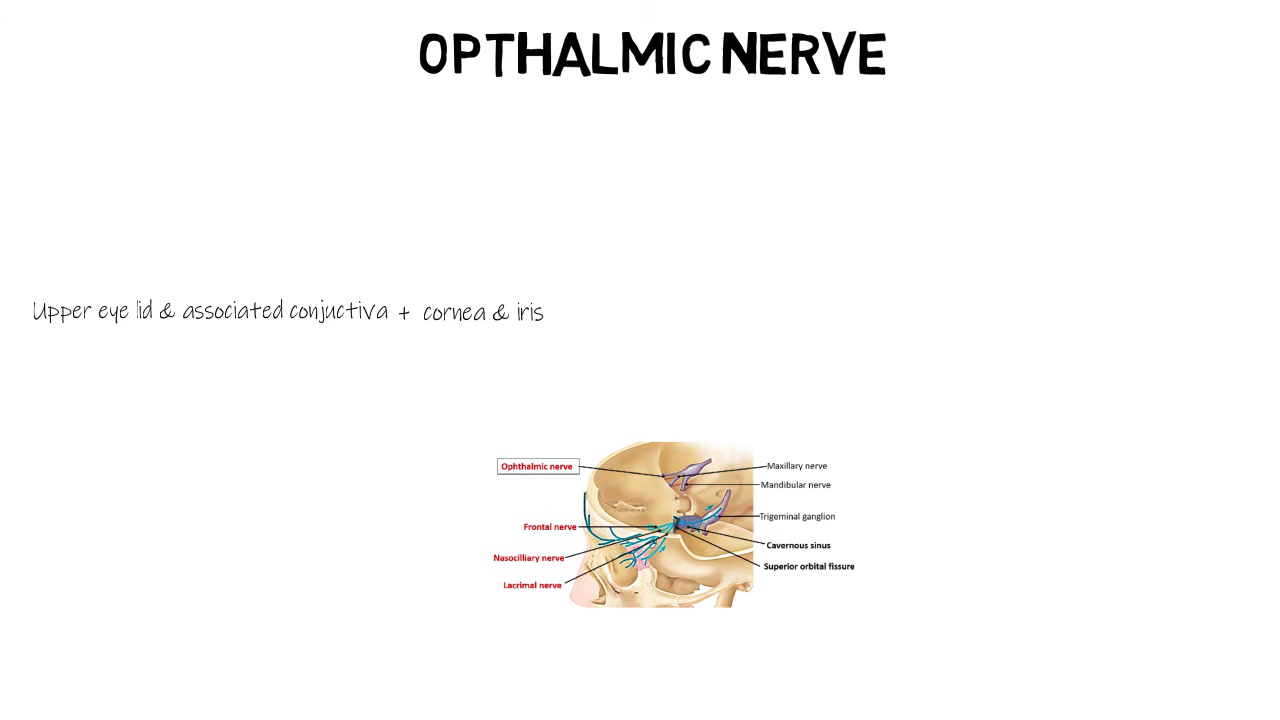 OPTHALMIC NERVE
Upper eye lid & associated conjuctiva + cornea & iris
Ophthalmic nerve
Maxillary nerve
Mandibular nerve
Trigeminal ganglion
Frontal nerve
Cavernous sinus
Nasocilliary nerve
Superior orbital fissure
Lacrimal nerve